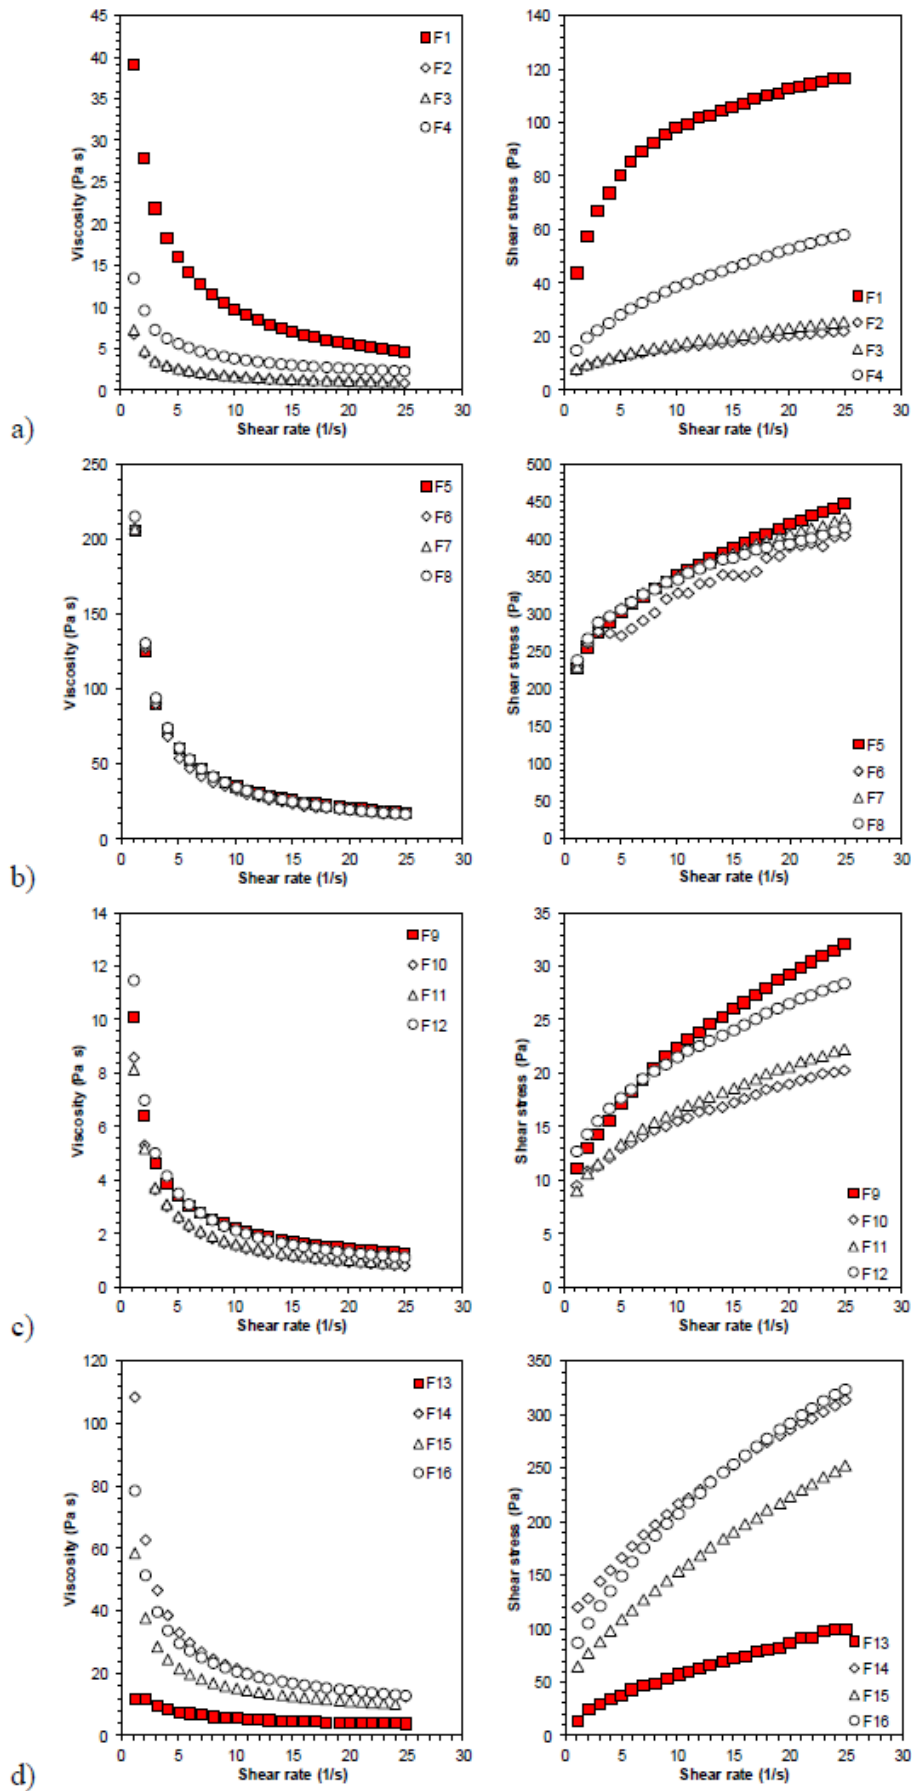 45
40
35
30
25
20
15
10
5
0
Viscosity (Pa s)
F1
F2
F3
F4
0 5 10 15 20 25 30
Shear rate (1/s)
140
120
100
80
60
40
20
0
Shear stress (Pa)
F1
F2
F3
F4
0 5 10 15 20 25 30
Shear rate (1/s)
a)
250
200
150
100
50
0
Viscosity (Pa s)
F5
F6
F7
F8
0 5 10 15 20 25 30
Shear rate (1/s)
500
450
400
350
300
250
200
150
100
50
0
Shear stress (Pa)
F5
F6
F7
F8
0 5 10 15 20 25 30
Shear rate (1/s)
b)
14
12
10
8
6
4
2
0
Viscosity (Pa s)
F9
F10
F11
F12
0 5 10 15 20 25 30
Shear rate (1/s)
35
30
25
20
15
10
5
0
Shear stress (Pa)
F9
F10
F11
F12
0 5 10 15 20 25 30
Shear rate (1/s)
c)
120
100
80
60
40
20
0
Viscosity (Pa s)
F13
F14
F15
F16
0 5 10 15 20 25 30
Shear rate (1/s)
350
300
250
200
150
100
50
0
Shear stress (Pa)
F13
F14
F15
F16
0 5 10 15 20 25 30
Shear rate (1/s)
d)